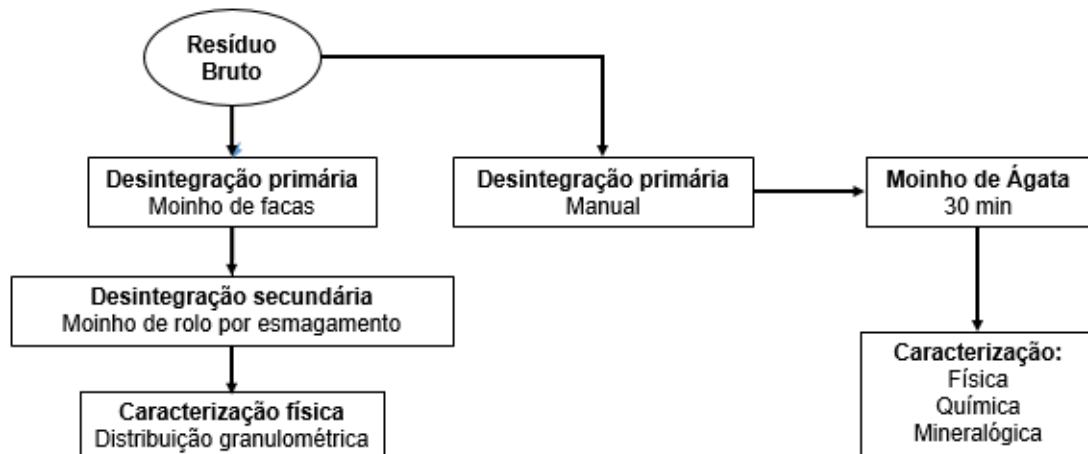 Resíduo
Bruto
Desintegração primária
Moinho de facas
Desintegração primária
Manual
Moinho de Ágata
30 min
Desintegração secundária
Moinho de rolo por esmagamento
Caracterização física
Distribuição granulométrica
Caracterização:
Física
Química
Mineralógica